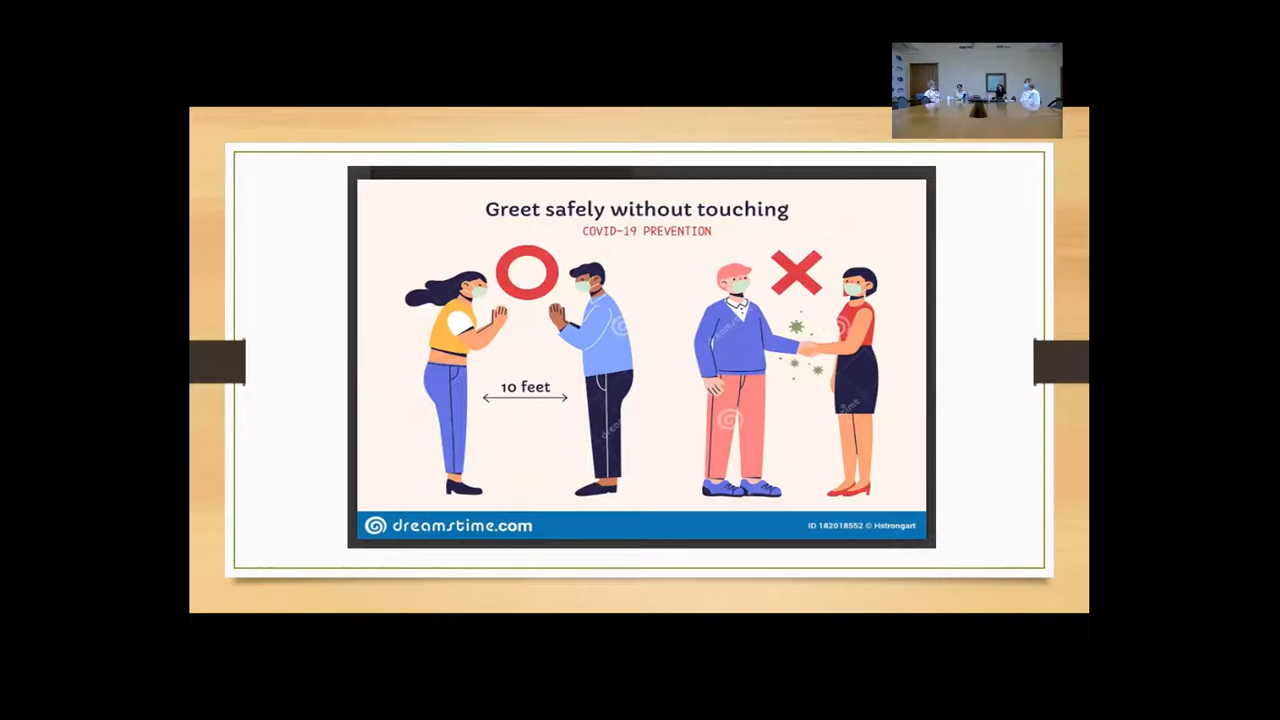 Greet safely without touching
COVID-19 PREVENTION
10 feet
dreamstime.com
ID 182018552 © Hstrongart